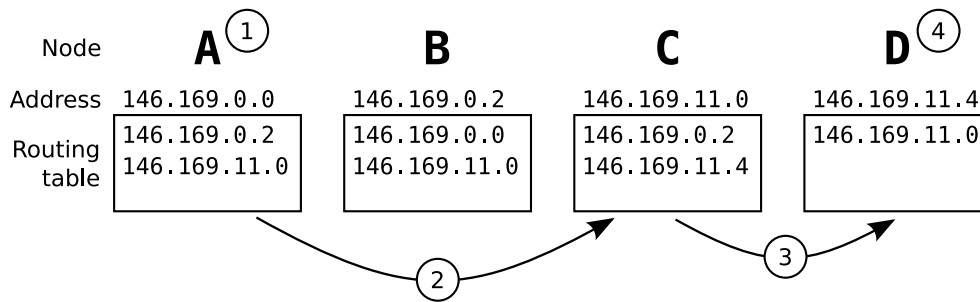 Node A 1 B C D 4
Address 146.169.0.0 146.169.0.2 146.169.11.0 146.169.11.4
Routing table
146.169.0.2 146.169.0.0 146.169.0.2 146.169.11.0
146.169.11.0 146.169.11.0 146.169.11.4
2 3